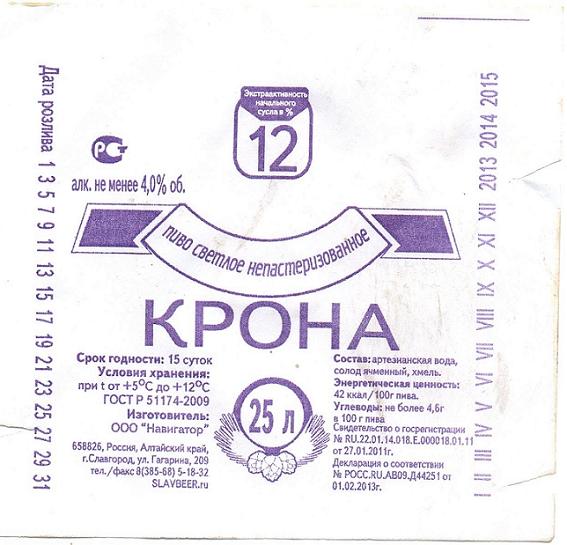 Экстрактивность
начального
сусла в %
12
РСТ
алк. не менее 4,0% об.
пиво светлое непастеризованное
КРОНА
Срок годности: 15 суток
Условия хранения:
при t от +5°С до +12°С
ГОСТ Р 51174-2009
Изготовитель:
ООО "Навигатор"
658826, Россия, Алтайский край,
г.Славгород, ул. Гагарина, 209
тел./факс 8(385-68) 5-18-32
SLAVBEER.ru
25 л
Состав: артезианская вода,
солод ячменный, хмель.
Энергетическая ценность:
42 ккал/100г пива.
Углеводы: не более 4,6г
в 100 г пива
Свидетельство о госрегистрации
№ RU.22.01.14.018.Е.000018.01.11
от 27.01.2011г.
Декларация о соответствии
№ РОСС.RU.АВ09.Д44251 от
01.02.2013г.
Дата розлива 1 3 5 7 9 11 13 15 17 19 21 23 25 27 29 31
I II III IV V VI VII VIII IX X XI XII 2013 2014 2015